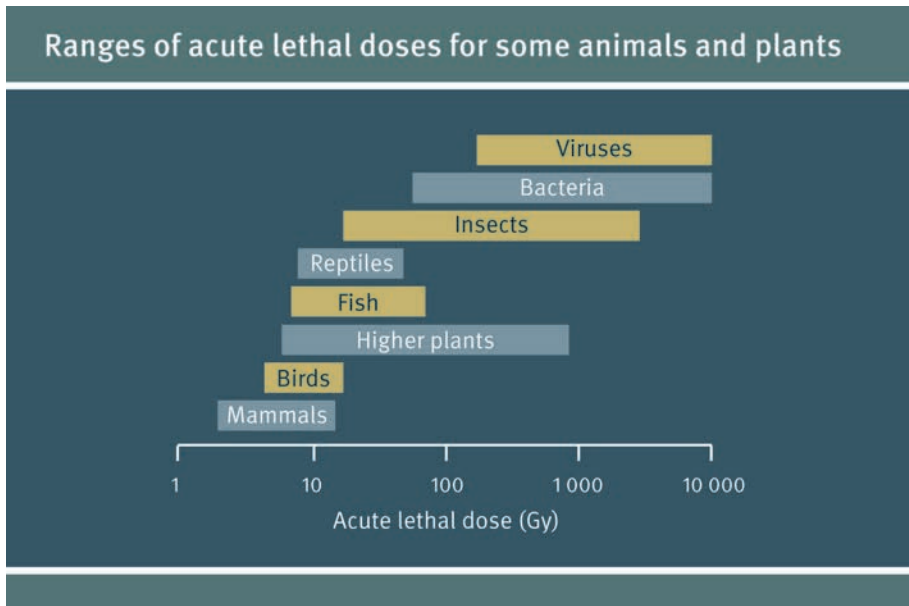 Ranges of acute lethal doses for some animals and plants
Viruses
Bacteria
Insects
Reptiles
Fish
Higher plants
Birds
Mammals
1 10 100 1 000 10 000
Acute lethal dose (Gy)